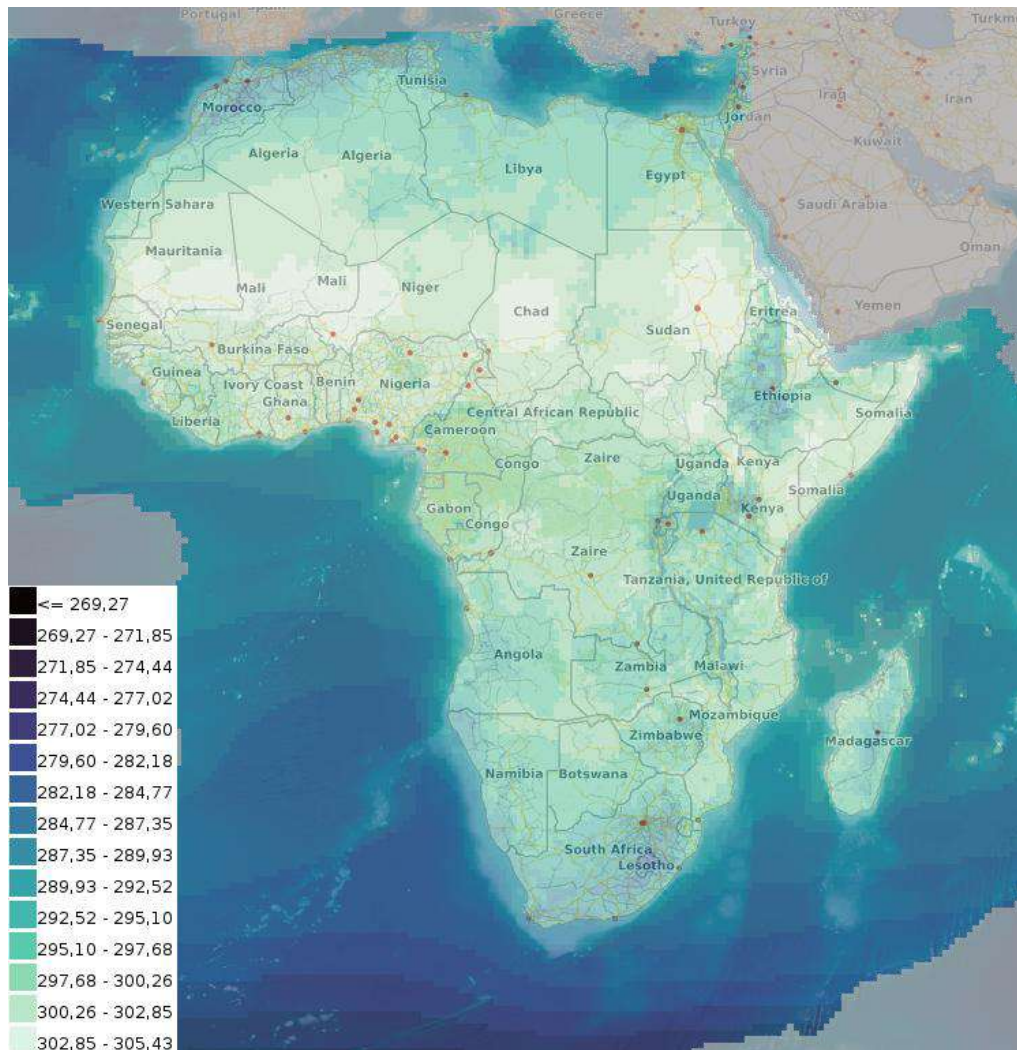 Portugal
Greece
Turkey
Turkm
Tunisia
Syria
Morocco
Iraq
Iran
Jordan
Kuwait
Algeria
Algeria
Libya
Egypt
Western Sahara
Saudi Arabia
Mauritania
Oman
Mali
Mali
Niger
Chad
Yemen
Senegal
Sudan
Eritrea
Burkina Faso
Guinea
Ivory Coast
Benin
Nigeria
Ghana
Ethiopia
Liberia
Central African Republic
Somalia
Cameroon
Congo
Zaire
Uganda
Kenya
Uganda
Somalia
Gabon
Kenya
Congo
Zaire
Tanzania, United Republic of
Angola
Zambia
Malawi
Mozambique
Zimbabwe
Madagascar
Namibia
Botswana
South Africa
Lesotho
<= 269,27
269,27 - 271,85
271,85 - 274,44
274,44 - 277,02
277,02 - 279,60
279,60 - 282,18
282,18 - 284,77
284,77 - 287,35
287,35 - 289,93
289,93 - 292,52
292,52 - 295,10
295,10 - 297,68
297,68 - 300,26
300,26 - 302,85
302,85 - 305,43